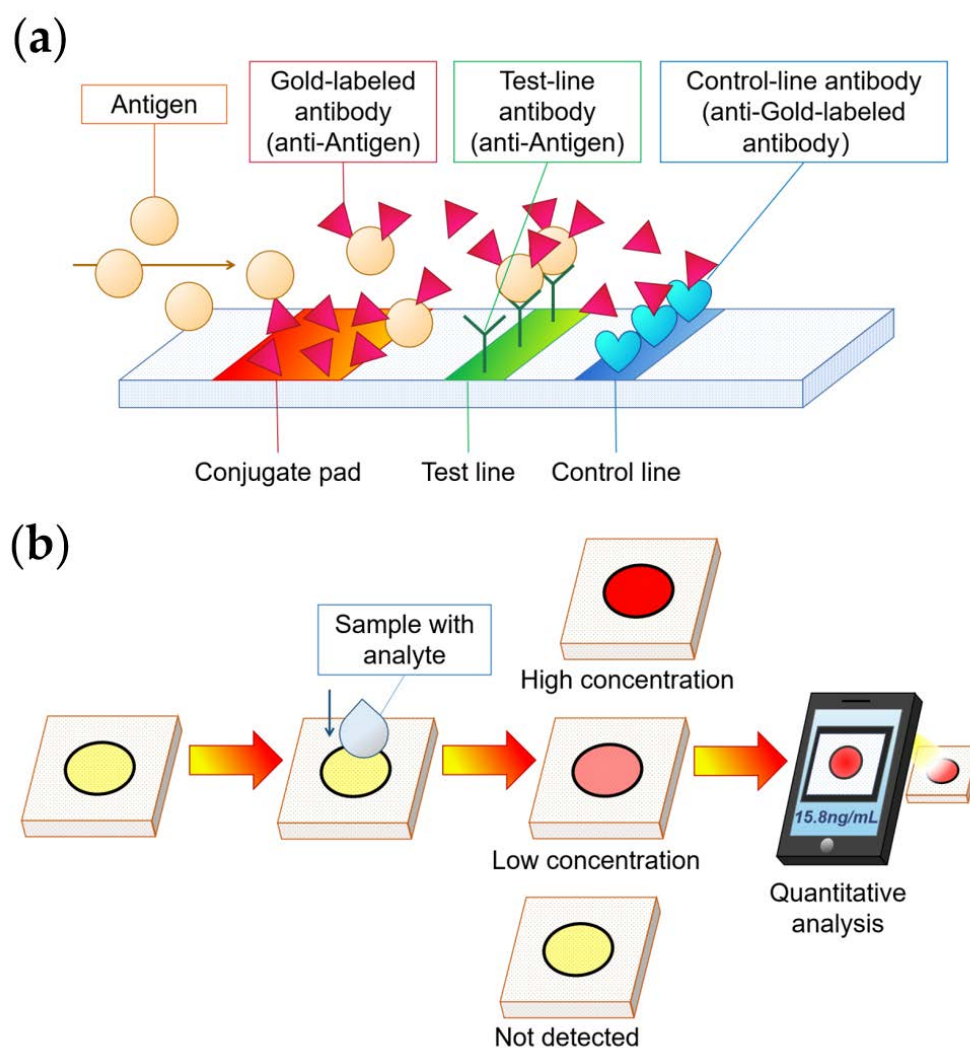 (a)
Antigen
Gold-labeled
antibody
(anti-Antigen)
Test-line
antibody
(anti-Antigen)
Control-line antibody
(anti-Gold-labeled
antibody)
Conjugate pad
Test line
Control line
(b)
Sample with
analyte
High concentration
Low concentration
Not detected
15.8ng/mL
Quantitative
analysis